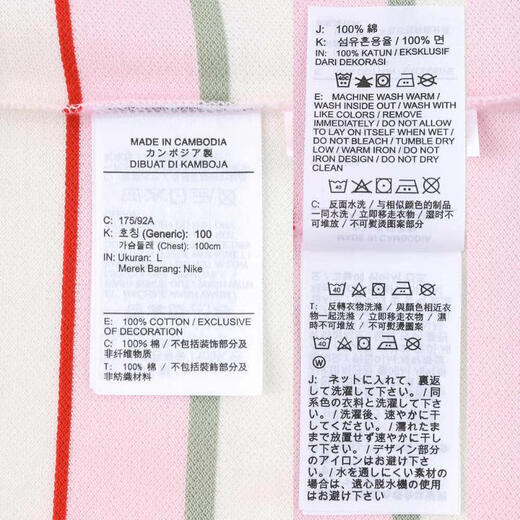 MADE IN CAMBODIA
カンボジア製
DIBUAT DI KAMBOJA
C: 175/92A
K: 호칭 (Generic): 100
가슴둘레 (Chest): 100cm
IN: Ukuran: L
Merek Barang: Nike
E: 100% COTTON / EXCLUSIVE
OF DECORATION
C: 100% 棉 / 不包括装饰部分及
非纤维物质
T: 100% 棉 / 不包括裝飾部分及
非紡織材料
J: 100% 綿
K: 섬유혼용율 / 100% 면
IN: 100% KATUN / EKSKLUSIF
DARI DEKORASI
E: MACHINE WASH WARM /
WASH INSIDE OUT / WASH WITH
LIKE COLORS / REMOVE
IMMEDIATELY / DO NOT ALLOW
TO LAY ON ITSELF WHEN WET /
DO NOT BLEACH / TUMBLE DRY
LOW / WARM IRON / DO NOT
IRON DESIGN / DO NOT DRY
CLEAN
40
C: 反面水洗 / 与相似颜色的制品
一同水洗 / 立即移走衣物 / 湿时不
可堆放 / 不可熨烫图案部分
40
T: 反轉衣物洗滌 / 與顏色相近衣
物一起洗滌 / 立即移走衣物 / 濕
時不可堆放 / 不可熨燙圖案
40
W
J: ネットに入れて、裏返
して洗濯して下さい。/ 同
系色の衣料と洗濯して下さ
い。/ 洗濯後、速やかに干
してください。/ 濡れたま
まで放置せず速やかに干し
て下さい。/ デザイン部分
のアイロンはお避け下さ
い。/ 水を通しにくい素材の
場合は、遠心脱水機の使用
はお避け下さい